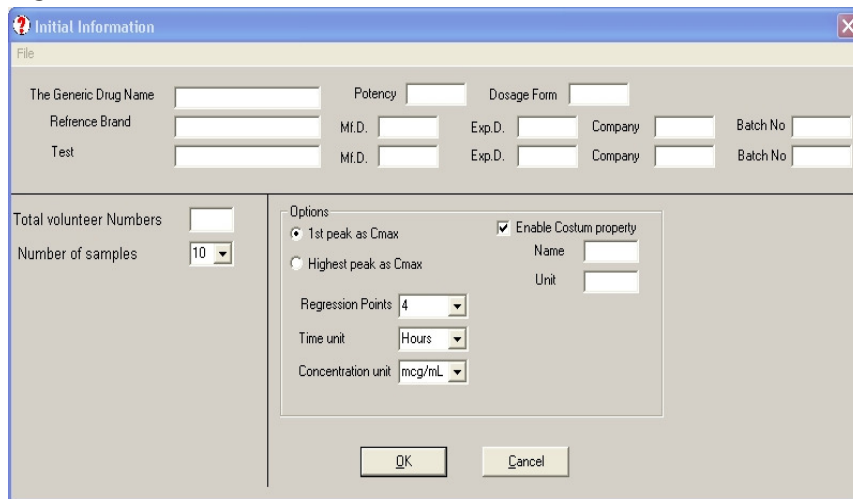 Initial Information
File
The Generic Drug Name Potency Dosage Form
Refrence Brand Mf.D. Exp.D. Company Batch No
Test Mf.D. Exp.D. Company Batch No
Total volunteer Numbers
Number of samples 10
Options
1st peak as Cmax
Highest peak as Cmax
Regression Points 4
Time unit Hours
Concentration unit mcg/mL
Enable Costum property
Name
Unit
OK Cancel